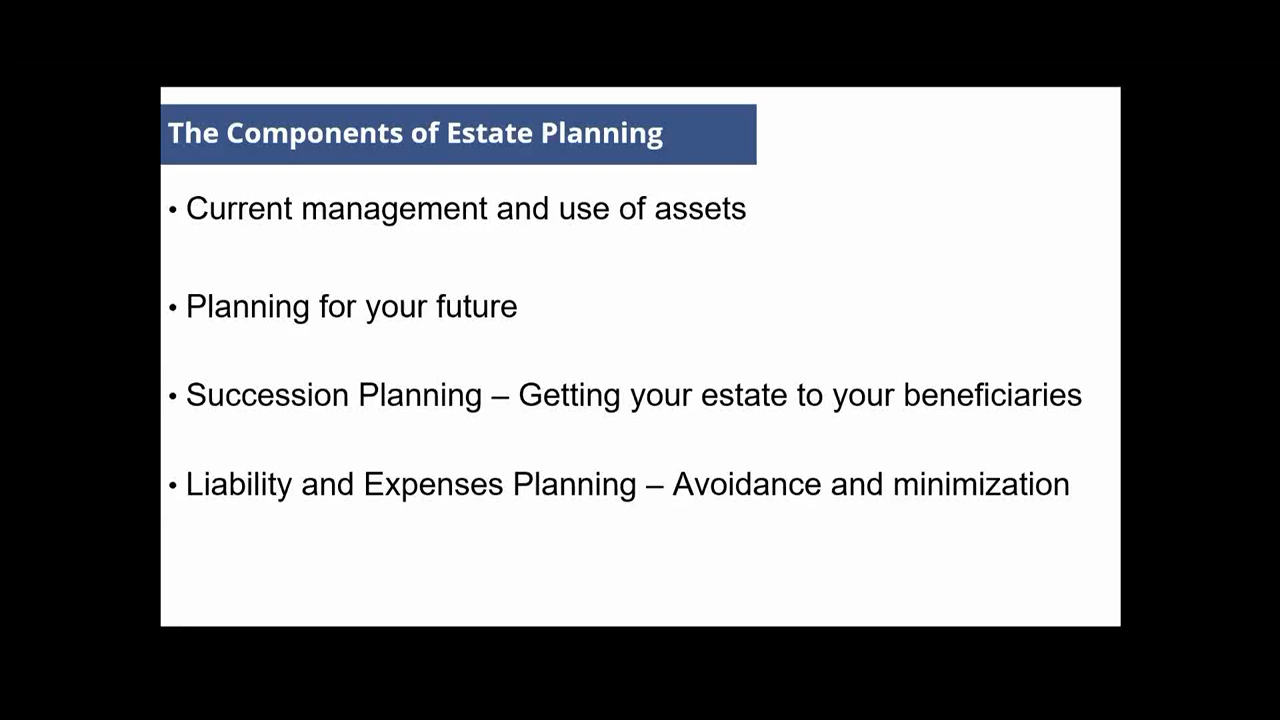 The Components of Estate Planning
• Current management and use of assets
• Planning for your future
• Succession Planning – Getting your estate to your beneficiaries
• Liability and Expenses Planning – Avoidance and minimization